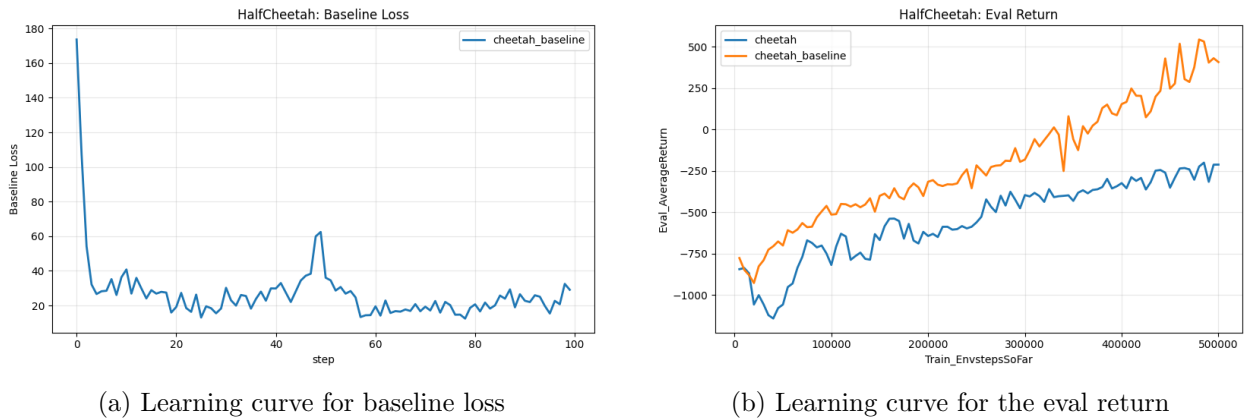 HalfCheetah: Baseline Loss
cheetah_baseline
Baseline Loss
180
160
140
120
100
80
60
40
20
0 20 40 60 80 100
step
(a) Learning curve for baseline loss
HalfCheetah: Eval Return
cheetah
cheetah_baseline
Eval_AverageReturn
500
250
0
−250
−500
−750
−1000
0 100000 200000 300000 400000 500000
Train_EnvstepsSoFar
(b) Learning curve for the eval return